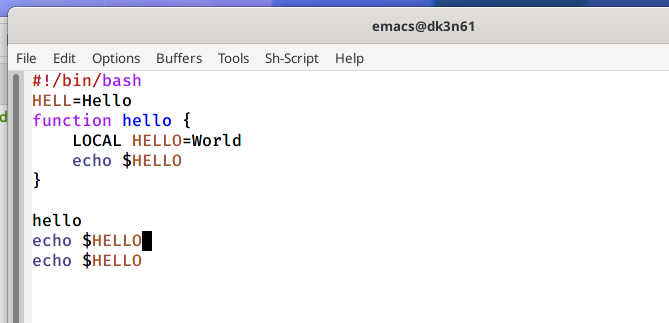 emacs@dk3n61
File Edit Options Buffers Tools Sh-Script Help
#!/bin/bash
HELL=Hello
function hello {
    LOCAL HELLO=World
    echo $HELLO
}
hello
echo $HELLO
echo $HELLO